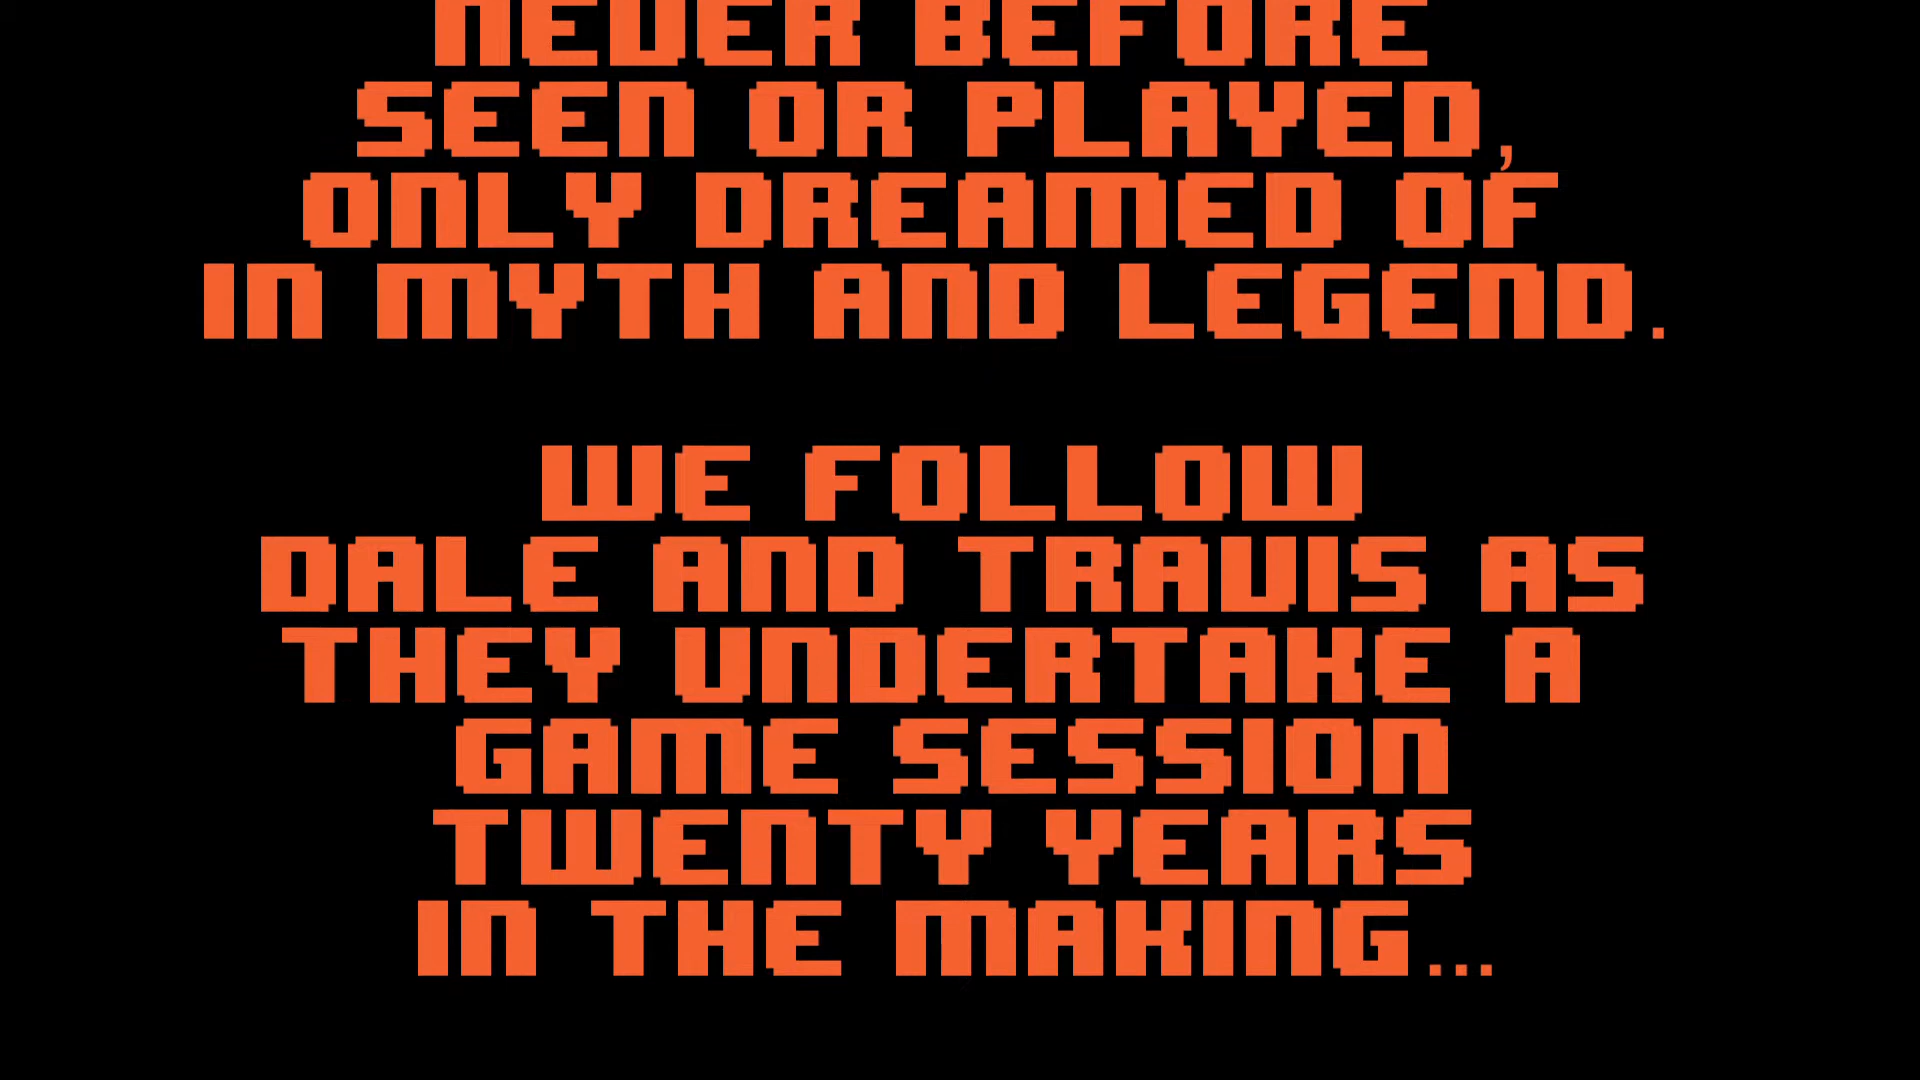 NEVER BEFORE
SEEN OR PLAYED,
ONLY DREAMED OF
IN MYTH AND LEGEND.
WE FOLLOW
DALE AND TRAVIS AS
THEY UNDERTAKE A
GAME SESSION
TWENTY YEARS
IN THE MAKING...